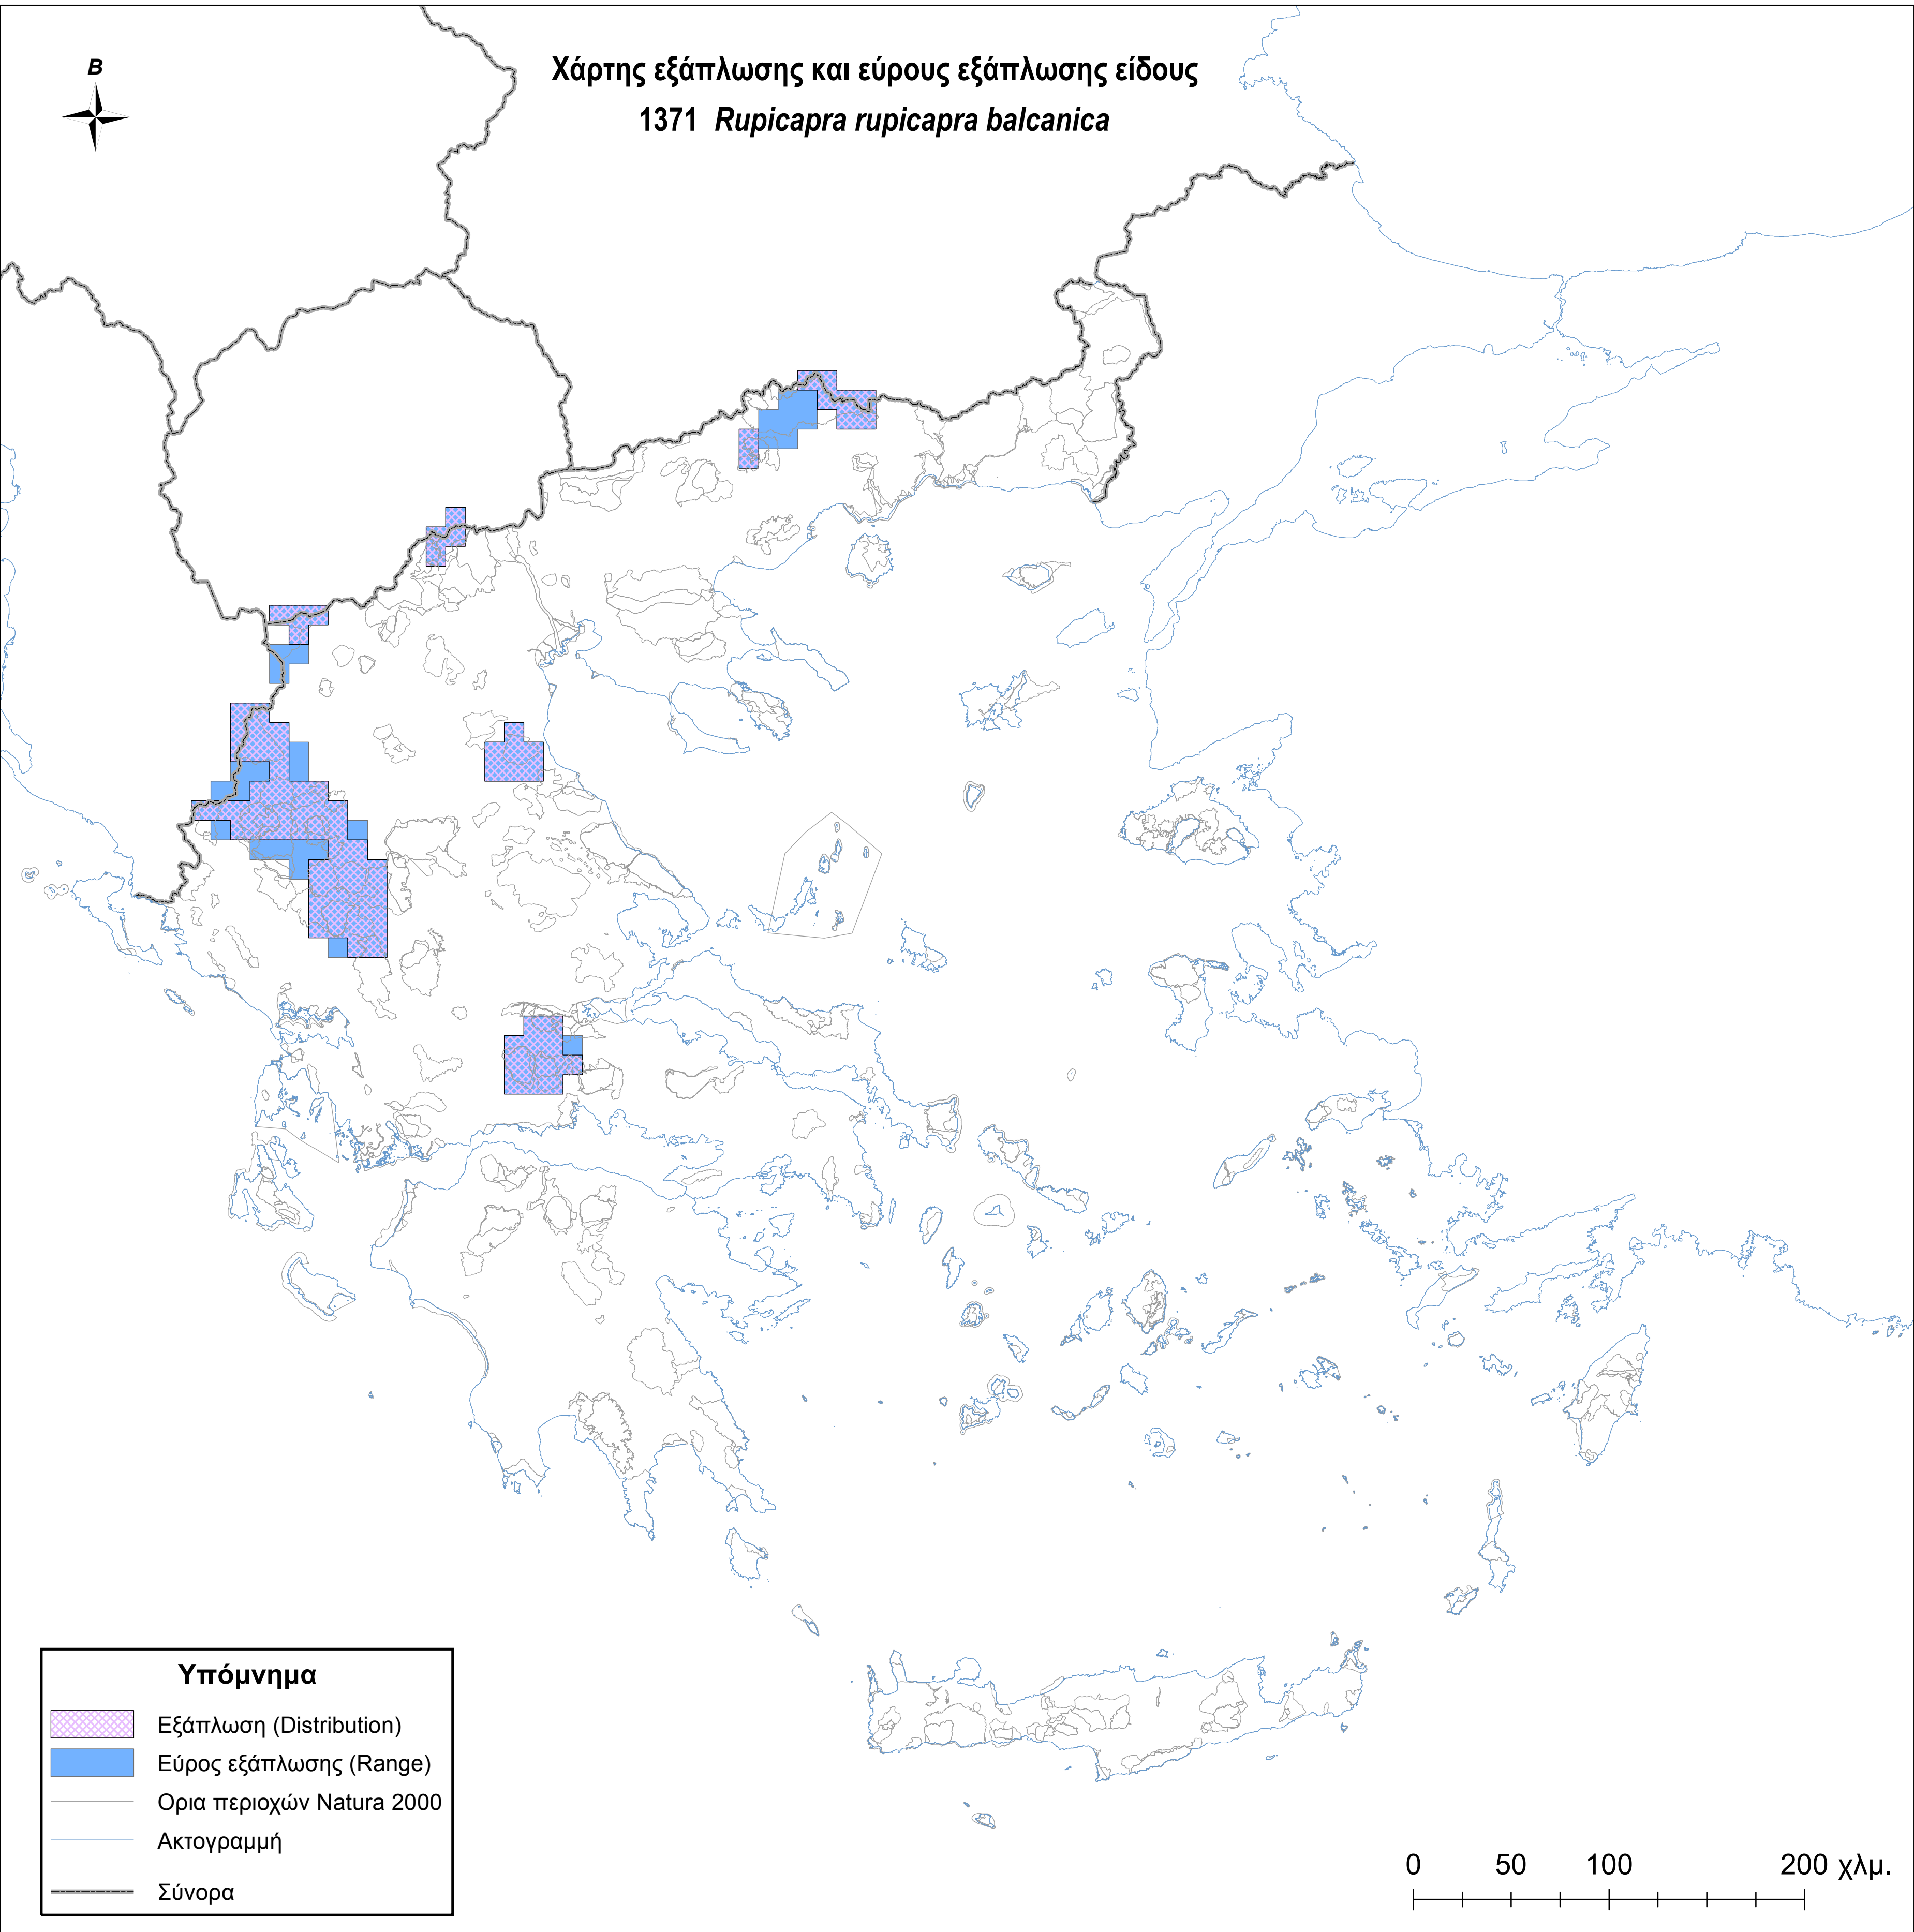 Β
Χάρτης εξάπλωσης και εύρους εξάπλωσης είδους
1371 Rupicapra rupicapra balcanica
Υπόμνημα
Εξάπλωση (Distribution)
Εύρος εξάπλωσης (Range)
Ορια περιοχών Natura 2000
Ακτογραμμή
Σύνορα
0 50 100 200 χλμ.